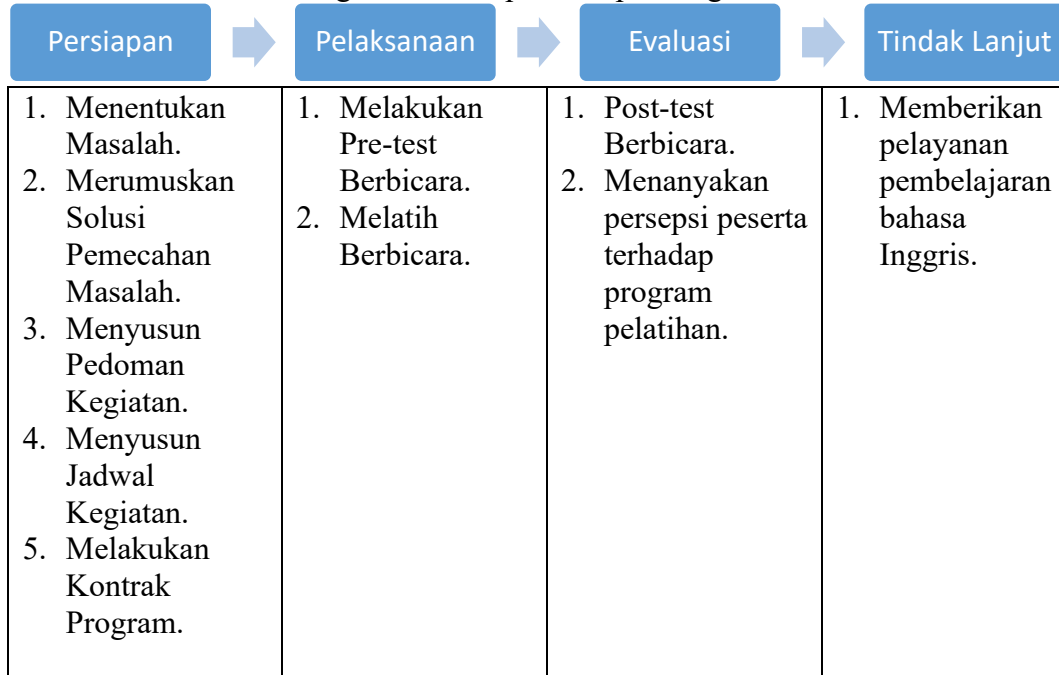 Persiapan
Pelaksanaan
Evaluasi
Tindak Lanjut
1. Menentukan
Masalah.
2. Merumuskan
Solusi
Pemecahan
Masalah.
3. Menyusun
Pedoman
Kegiatan.
4. Menyusun
Jadwal
Kegiatan.
5. Melakukan
Kontrak
Program.
1. Melakukan
Pre-test
Berbicara.
2. Melatih
Berbicara.
1. Post-test
Berbicara.
2. Menanyakan
persepsi peserta
terhadap
program
pelatihan.
1. Memberikan
pelayanan
pembelajaran
bahasa
Inggris.